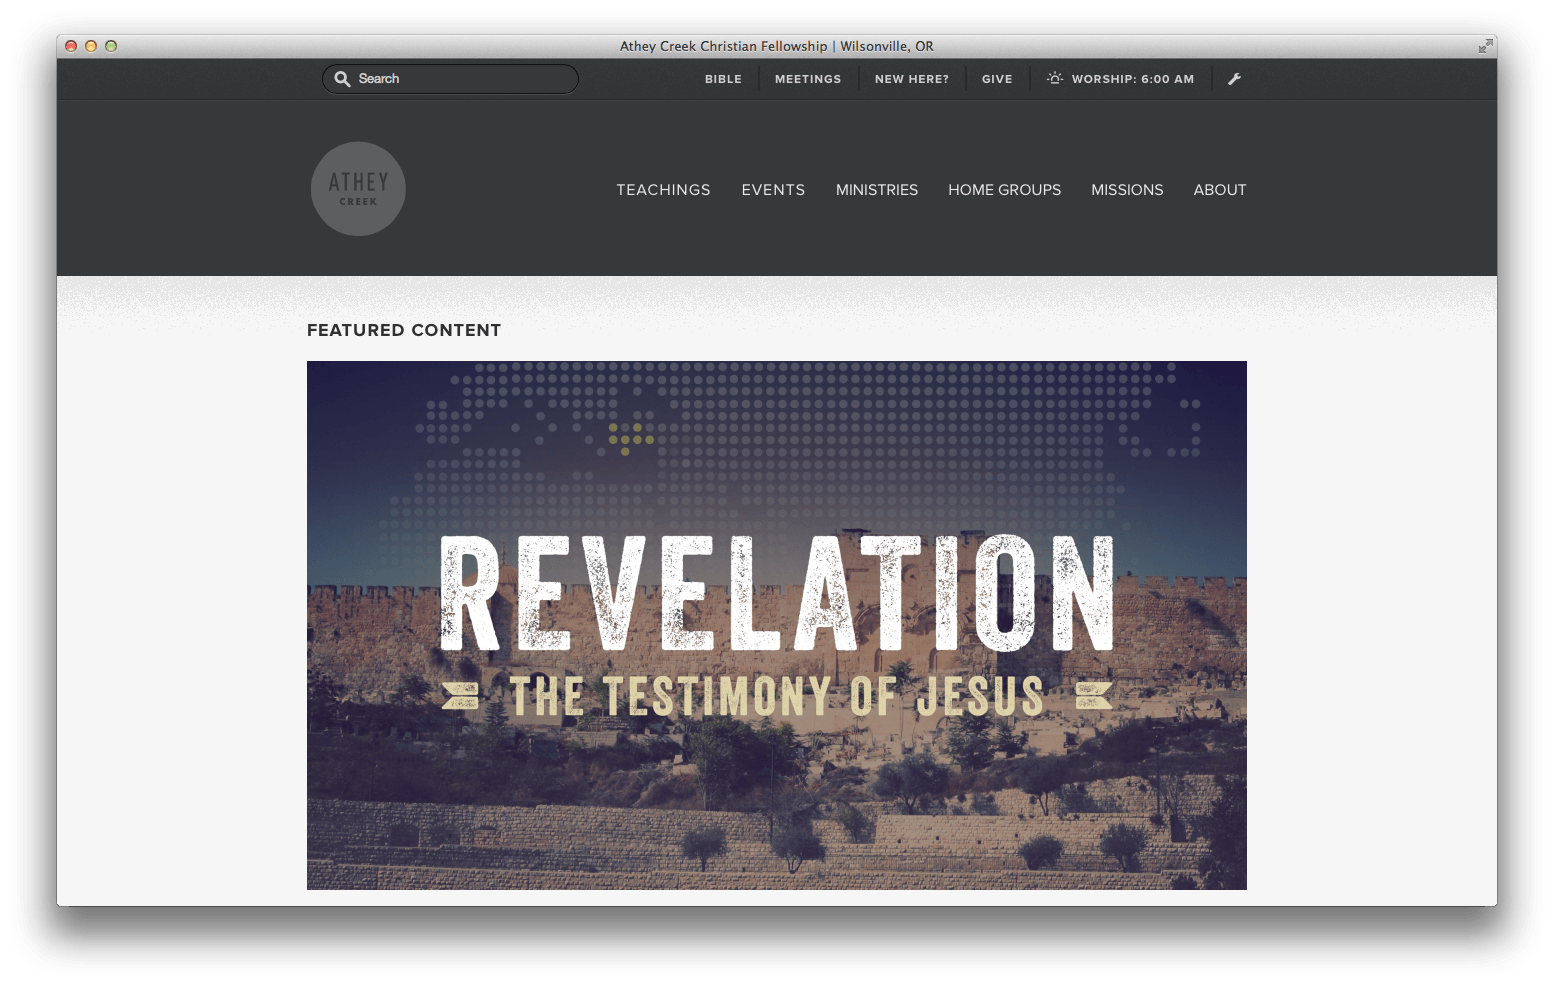 Athey Creek Christian Fellowship | Wilsonville, OR
Search
BIBLE
MEETINGS
NEW HERE?
GIVE
WORSHIP: 6:00 AM
ATHEY
CREEK
TEACHINGS
EVENTS
MINISTRIES
HOME GROUPS
MISSIONS
ABOUT
FEATURED CONTENT
REVELATION
THE TESTIMONY OF JESUS